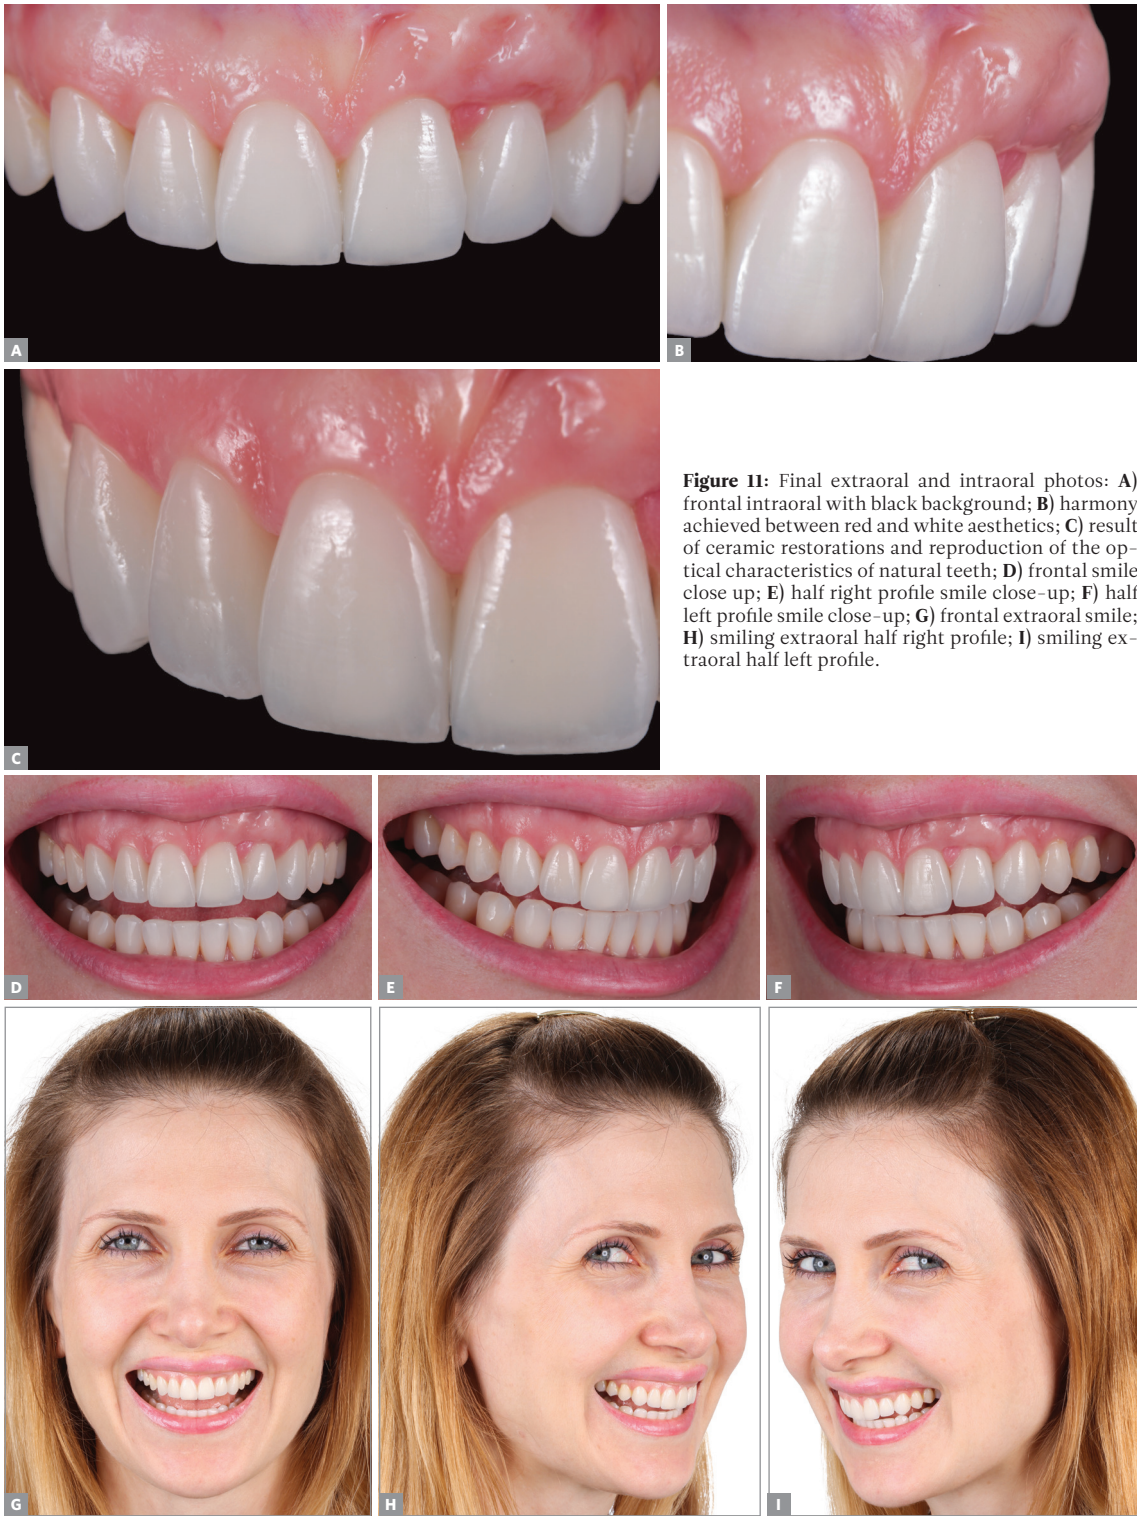 A
B
Figure 11: Final extraoral and intraoral photos: A)
frontal intraoral with black background; B) harmony
achieved between red and white aesthetics; C) result
of ceramic restorations and reproduction of the op-
tical characteristics of natural teeth; D) frontal smile
close up; E) half right profile smile close-up; F) half
left profile smile close-up; G) frontal extraoral smile;
H) smiling extraoral half right profile; I) smiling ex-
traoral half left profile.
C
D
E
F
G
H
I